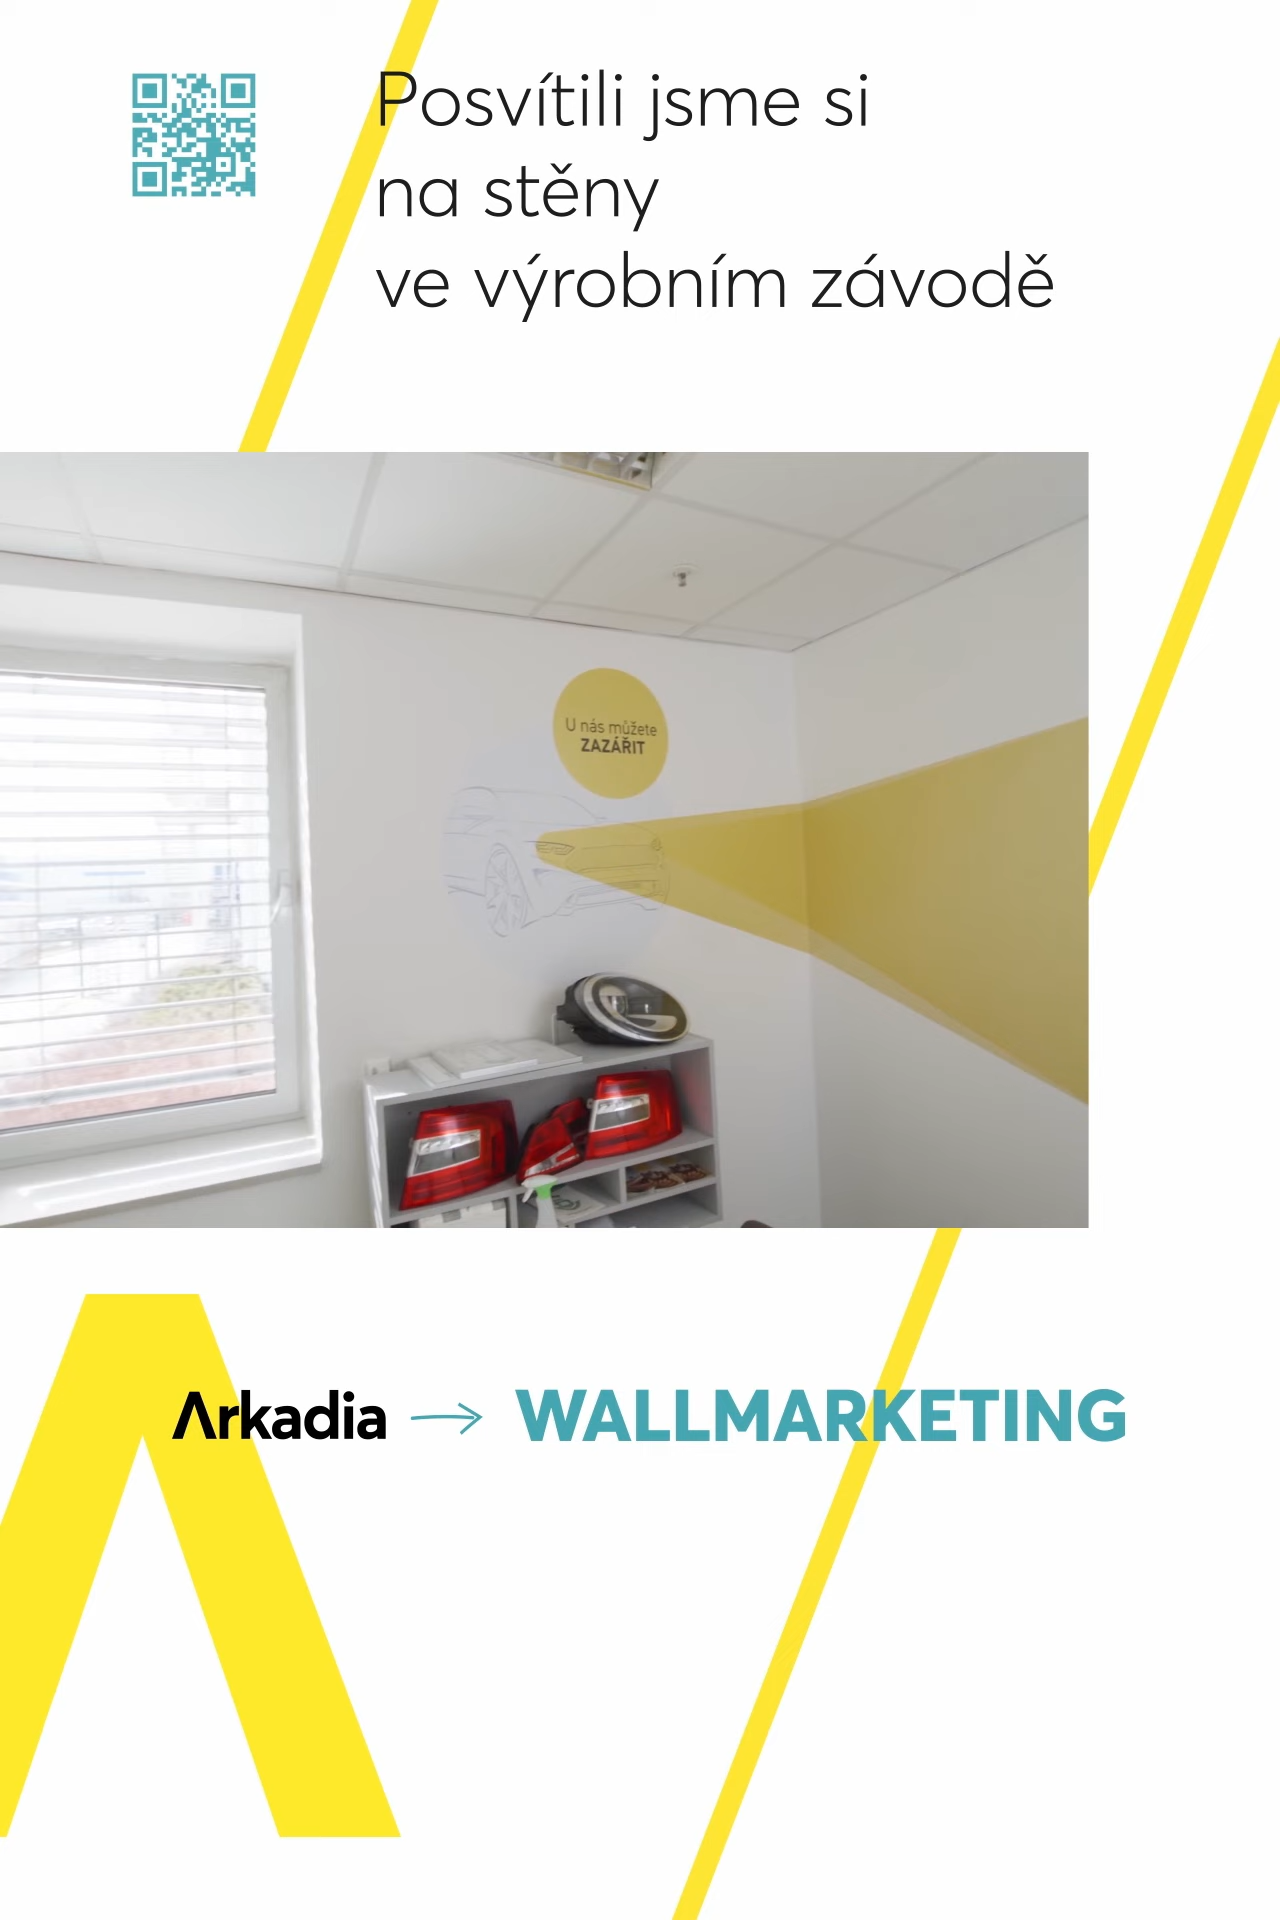 Posvítili jsme si
na stěny
ve výrobním závodě
U nás můžete
ZAZÁŘIT
Arkadia
WALLMARKETING